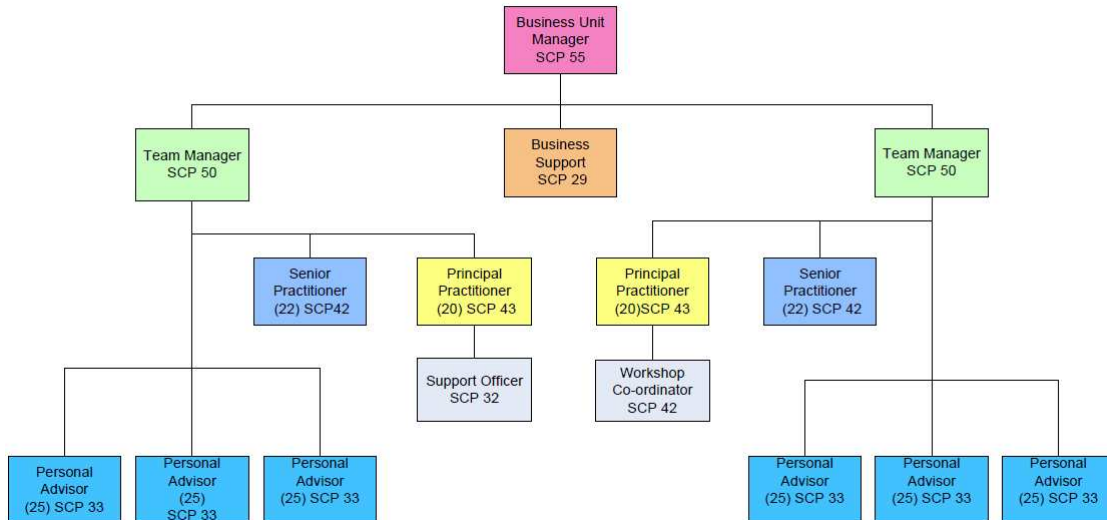 Business Unit
Manager
SCP 55
Team Manager
SCP 50
Business
Support
SCP 29
Team Manager
SCP 50
Senior
Practitioner
(22) SCP42
Principal
Practitioner
(20) SCP 43
Principal
Practitioner
(20)SCP 43
Senior
Practitioner
(22) SCP 42
Support Officer
SCP 32
Workshop
Co-ordinator
SCP 42
Personal
Advisor
(25) SCP 33
Personal
Advisor
(25)
SCP 33
Personal
Advisor
(25) SCP 33
Personal
Advisor
(25) SCP 33
Personal
Advisor
(25) SCP 33
Personal
Advisor
(25) SCP 33